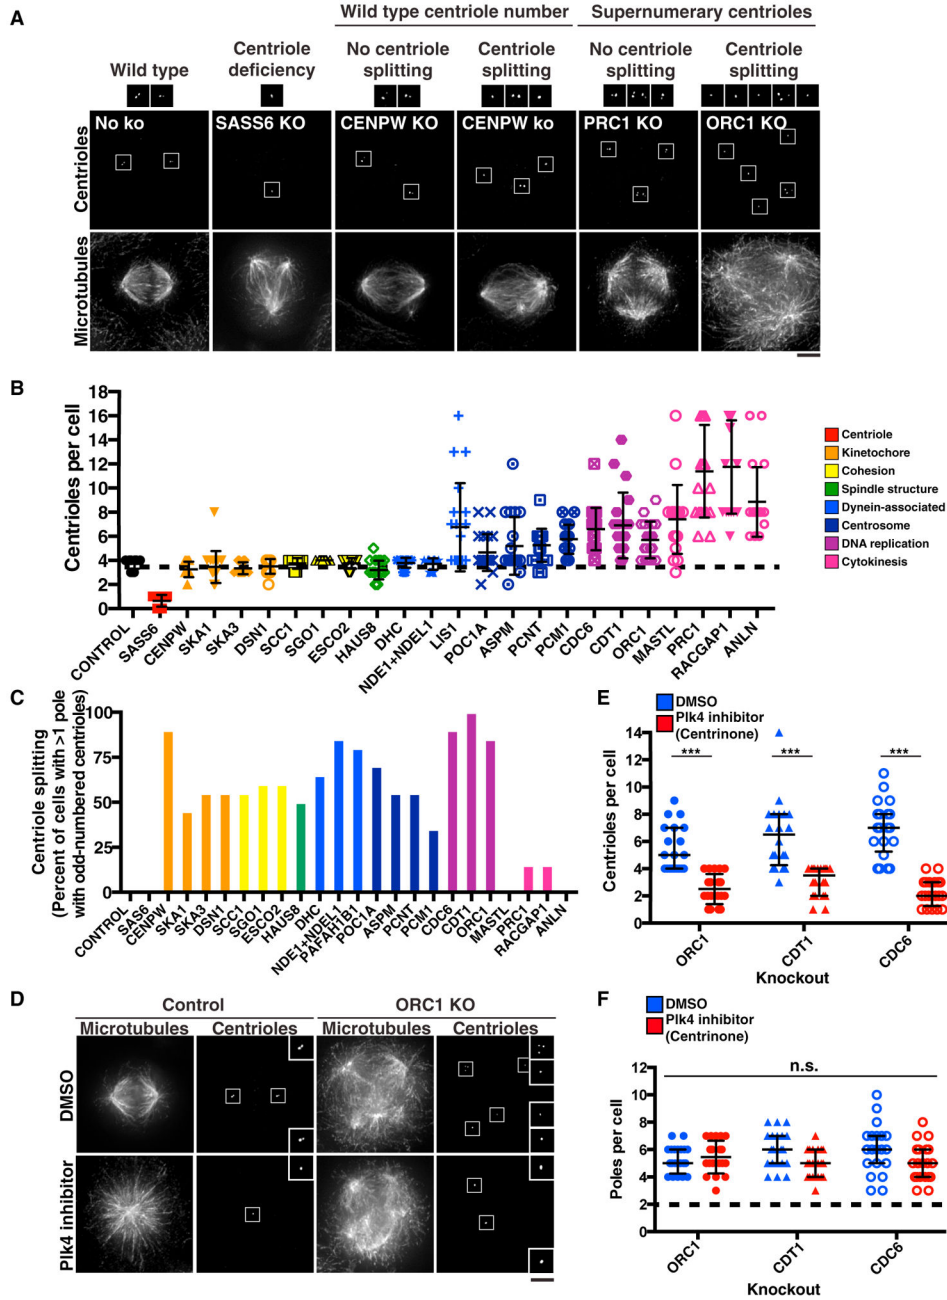 A
Wild type centriole number
Supernumerary centrioles
Wild type
Centriole
deficiency
No centriole
splitting
Centriole
splitting
No centriole
splitting
Centriole
splitting
Centrioles
No ko
SASS6 KO
CENPW KO
CENPW ko
PRC1 KO
ORC1 KO
Microtubules
B
Centrioles per cell
18
16
14
12
10
8
6
4
2
0
CONTROL
SASS6
CENPW
SKA1
SKA3
DSN1
SCC1
SGO1
ESCO2
HAUS8
DHC
NDE1+NDEL1
LIS1
POC1A
ASPM
PCNT
PCM1
CDC6
CDT1
ORC1
MASTL
PRC1
RACGAP1
ANLN
Centriole
Kinetochore
Cohesion
Spindle structure
Dynein-associated
Centrosome
DNA replication
Cytokinesis
C
Centriole splitting
(Percent of cells with >1 pole
with odd-numbered centrioles)
100
75
50
25
0
CONTROL
SAS6
CENPW
SKA1
SKA3
DSN1
SCC1
SGO1
ESCO2
HAUS8
DHC
NDE1+NDEL1
PAFAH1B1
POC1A
ASPM
PCNT
PCM1
CDC6
CDT1
ORC1
MASTL
PRC1
RACGAP1
ANLN
E
DMSO
Plk4 inhibitor
(Centrinone)
Centrioles per cell
14
12
10
8
6
4
2
0
***
***
***
ORC1
CDT1
CDC6
Knockout
D
Control
ORC1 KO
Microtubules
Centrioles
Microtubules
Centrioles
DMSO
Plk4 inhibitor
F
DMSO
Plk4 inhibitor
(Centrinone)
Poles per cell
12
10
8
6
4
2
0
n.s.
ORC1
CDT1
CDC6
Knockout